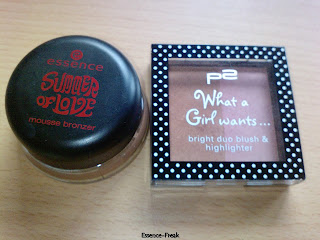 essence
SUMMER
OF LOVE
mousse bronzer
p2
What a
Girl wants...
bright duo blush &
highlighter
Essence-Freak